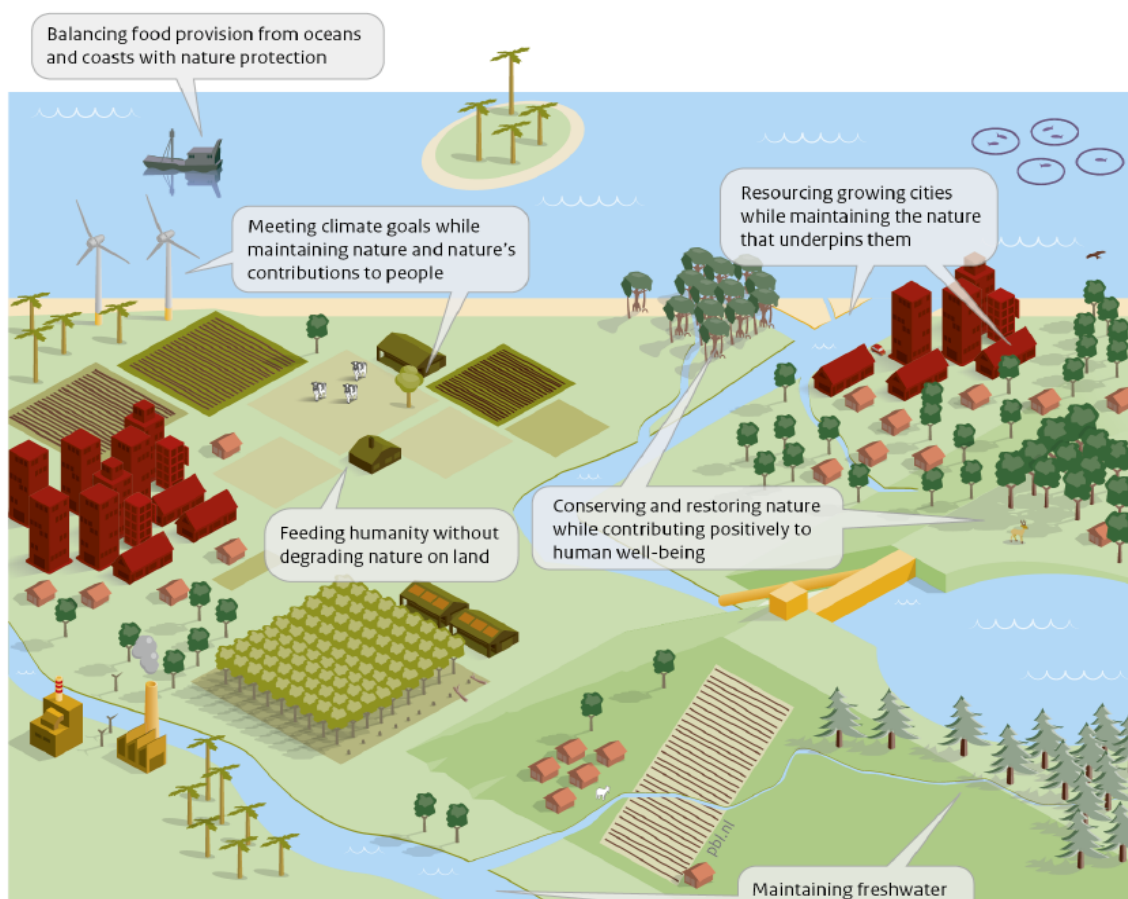 Balancing food provision from oceans
and coasts with nature protection
Resourcing growing cities
while maintaining the nature
that underpins them
Meeting climate goals while
maintaining nature and nature's
contributions to people
Conserving and restoring nature
while contributing positively to
human well-being
Feeding humanity without
degrading nature on land
pbl.nl
Maintaining freshwater